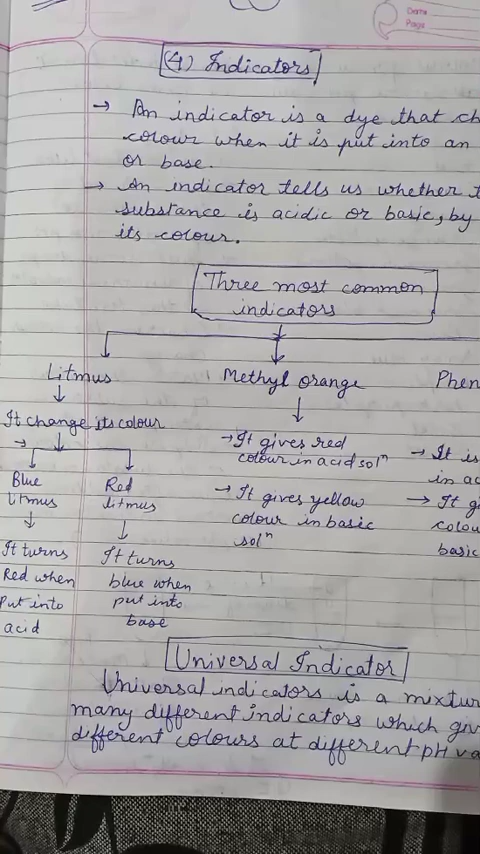 Date
Page
(4) Indicators
→ An indicator is a dye that ch
colour when it is put into an
or base.
→ An indicator tells us whether t
substance is acidic or basic, by
its colour.
Three most common
indicators
Litmus
Methyl orange
Phen
It change its colour
→
Blue
litmus
Red
litmus
It turns
Red when
Put into
acid
It turns
blue when
put into
base
→ It gives red
colour in acid solⁿ
→ It gives yellow
colour in basic
solⁿ
→ It is
in ac
→ It gi
colou
basic
Universal Indicator
Universal indicators is a mixtur
many different indicators which giv
different colours at different pH va